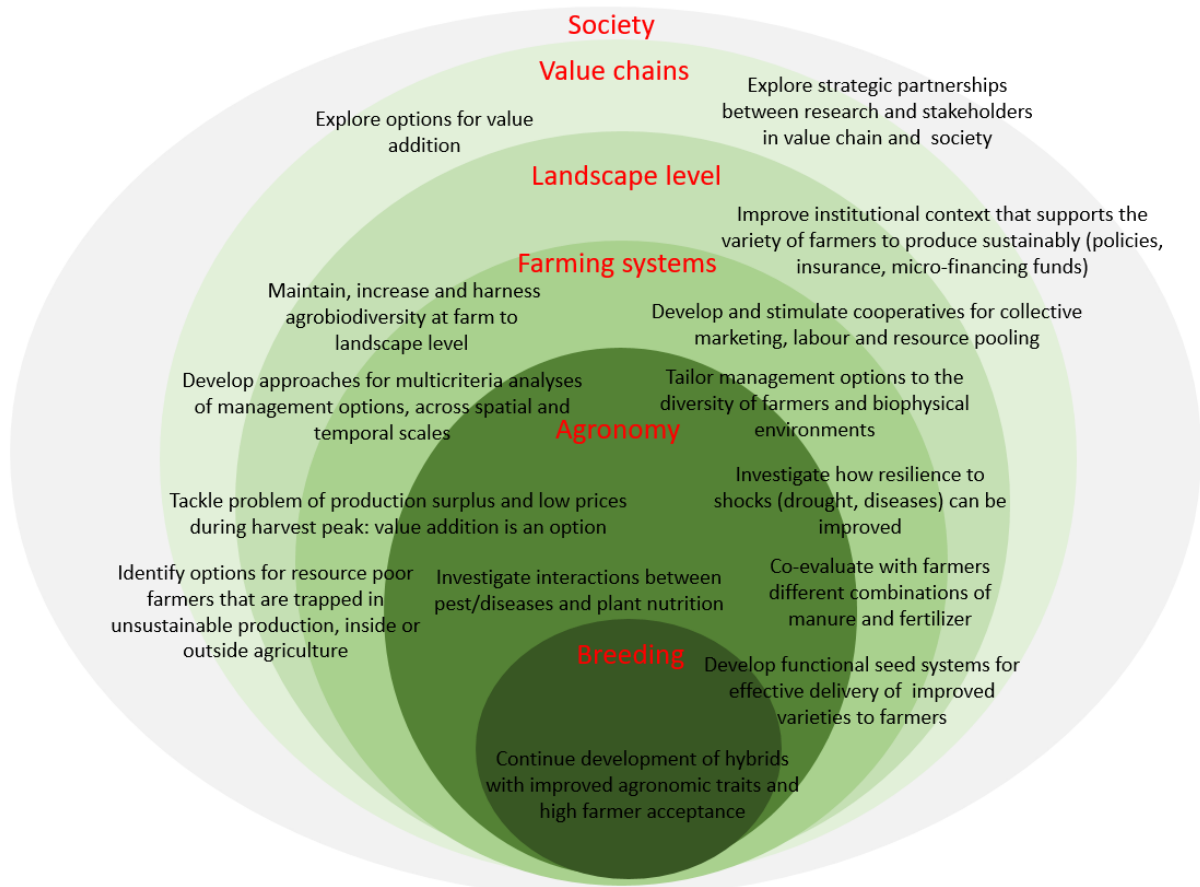 Society
Value chains
Explore options for value
addition
Explore strategic partnerships
between research and stakeholders
in value chain and society
Landscape level
Improve institutional context that supports the
variety of farmers to produce sustainably (policies,
insurance, micro-financing funds)
Farming systems
Maintain, increase and harness
agrobiodiversity at farm to
landscape level
Develop and stimulate cooperatives for collective
marketing, labour and resource pooling
Develop approaches for multicriteria analyses
of management options, across spatial and
temporal scales
Tailor management options to the
diversity of farmers and biophysical
environments
Agronomy
Tackle problem of production surplus and low prices
during harvest peak: value addition is an option
Investigate how resilience to
shocks (drought, diseases) can be
improved
Identify options for resource poor
farmers that are trapped in
unsustainable production, inside or
outside agriculture
Investigate interactions between
pest/diseases and plant nutrition
Co-evaluate with farmers
different combinations of
manure and fertilizer
Breeding
Develop functional seed systems for
effective delivery of improved
varieties to farmers
Continue development of hybrids
with improved agronomic traits and
high farmer acceptance